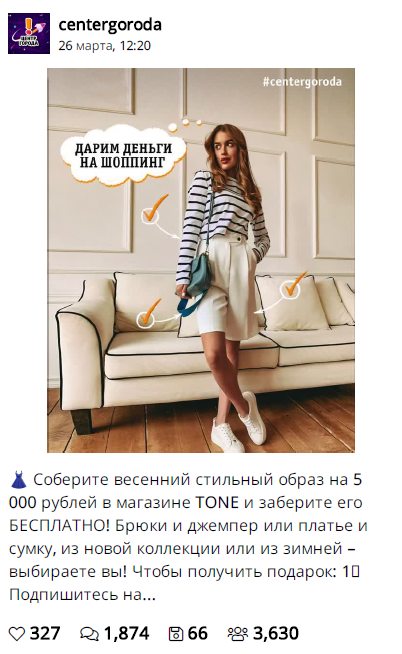 centergoroda
26 марта, 12:20
ЦЕНТР
ГОРОДА
#centergoroda
ДАРИМ ДЕНЬГИ
НА ШОППИНГ
👗 Соберите весенний стильный образ на 5
000 рублей в магазине TONE и заберите его
БЕСПЛАТНО! Брюки и джемпер или платье и
сумку, из новой коллекции или из зимней –
выбираете вы! Чтобы получить подарок: 1▯
Подпишитесь на...
327 1,874 66 3,630